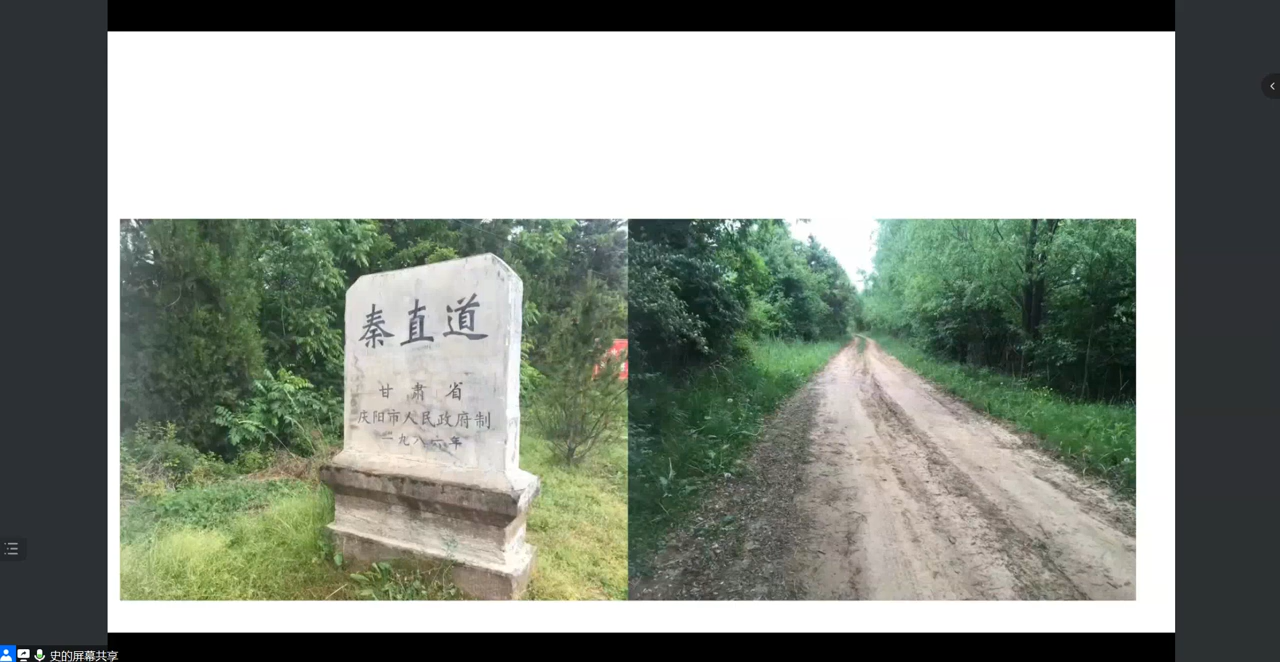 秦直道
甘肃省
庆阳市人民政府制
一九八六年
史的屏幕共享